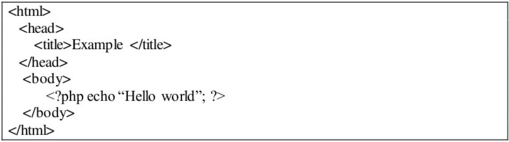 <html>
<head>
<title>Example </title>
</head>
<body>
<?php echo “Hello world”; ?>
</body>
</html>